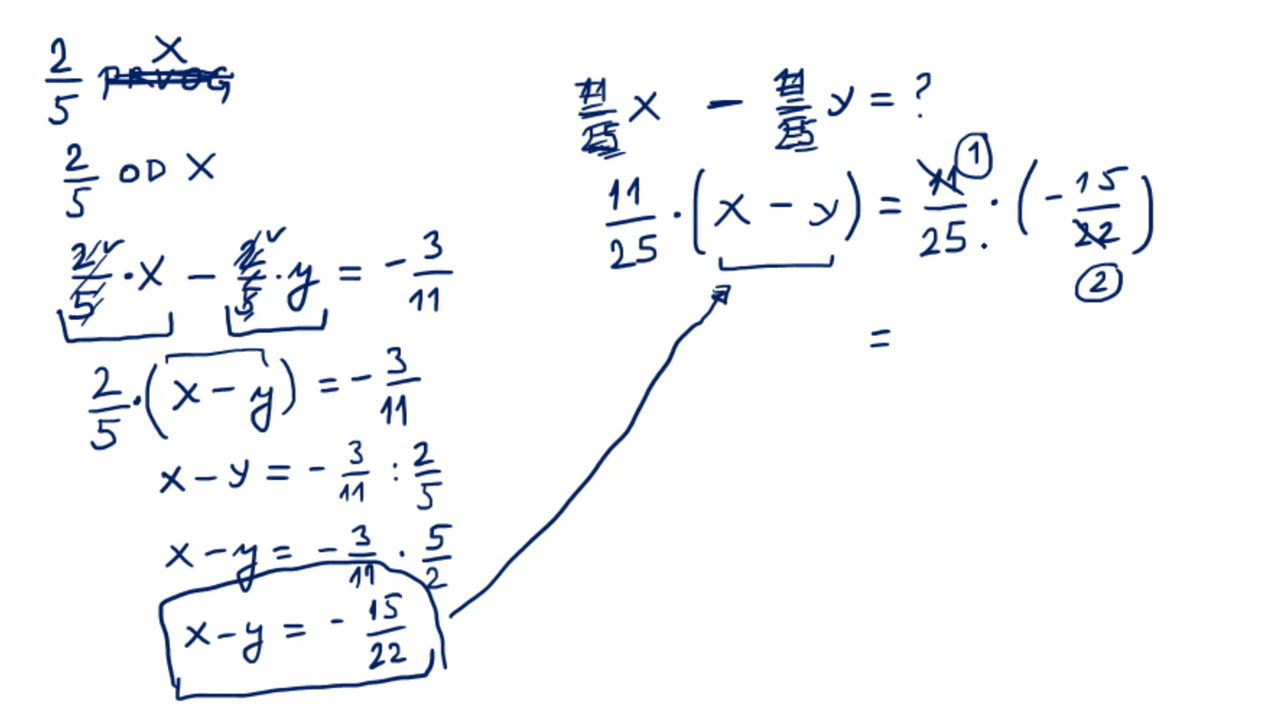 2/5 PRVOG X
2/5 OD X
2/5 · x - 2/5 · y = - 3/11
2/5 · (x - y) = - 3/11
x - y = - 3/11 : 2/5
x - y = - 3/11 · 5/2
x - y = - 15/22
11/25 x - 11/25 y = ?
11/25 · (x - y) = 11/25 · (- 15/22)
1
2
=